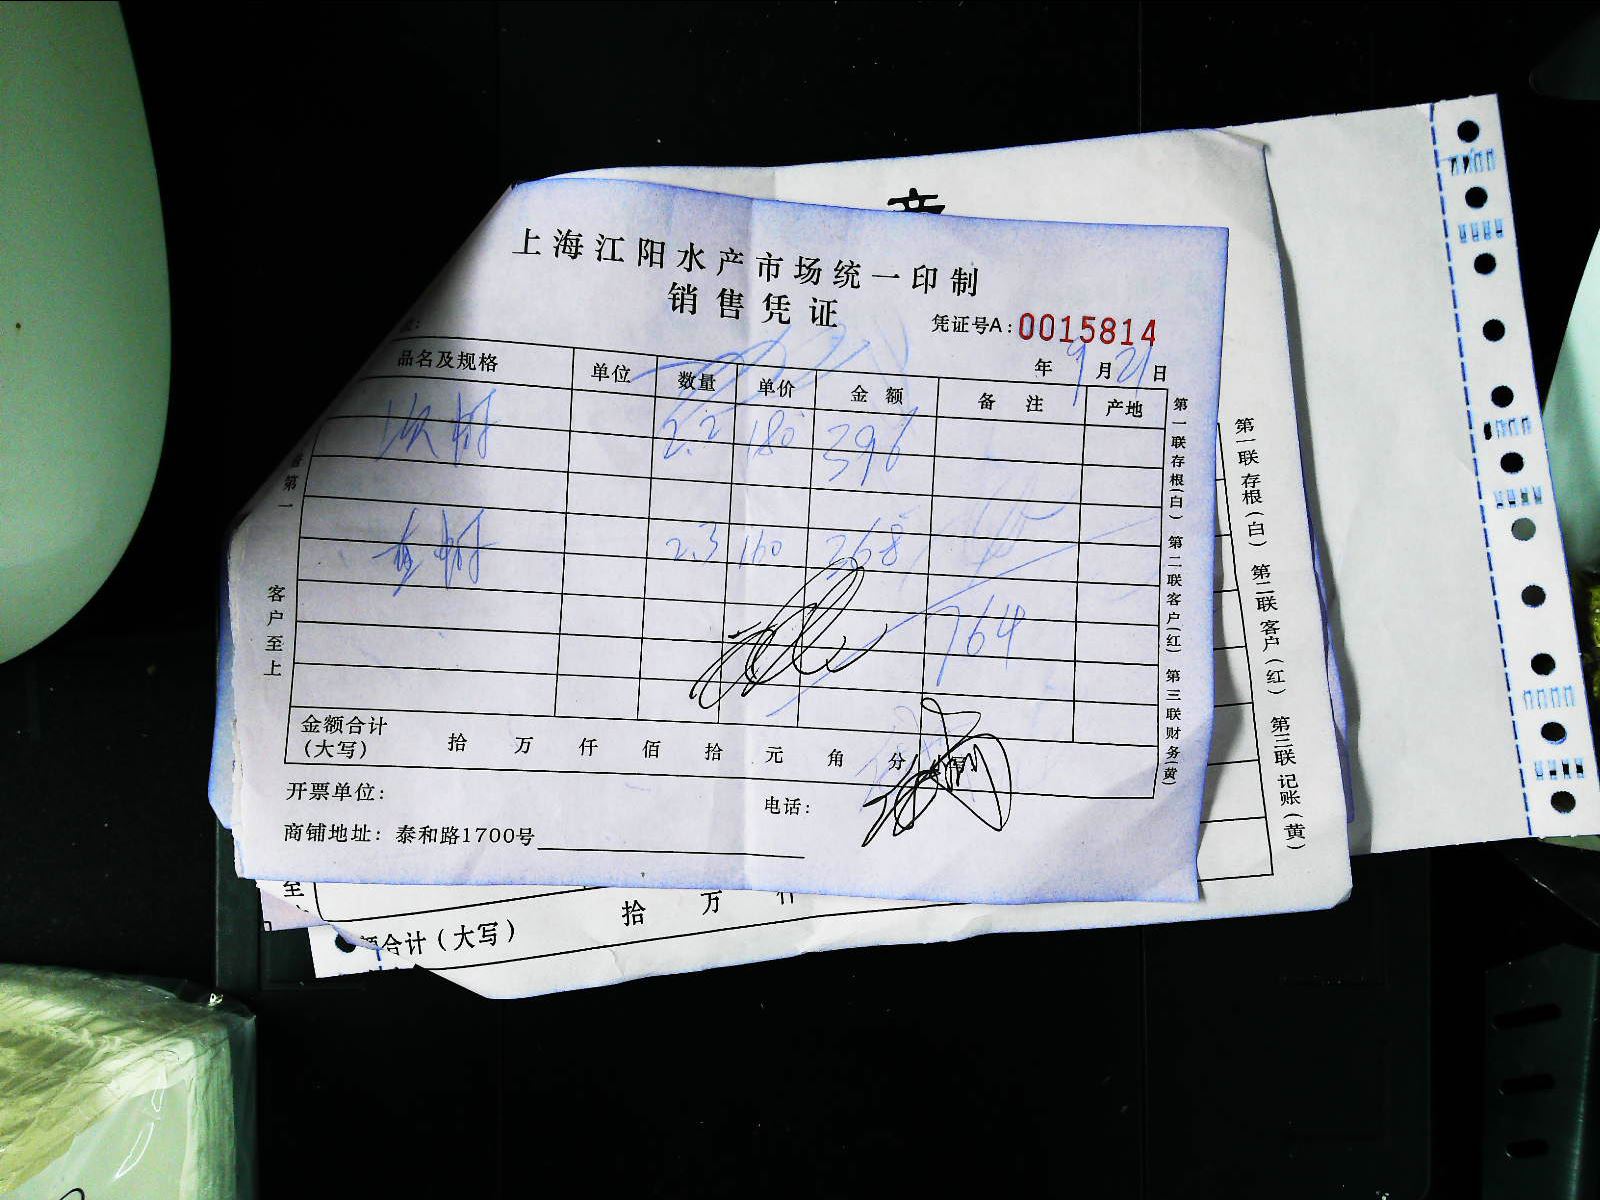 上海江阳水产市场统一印制
销售凭证
凭证号A：0015814
年 9 月 21 日
品名及规格 单位 数量 单价 金额 备注 产地
2.2 180 396
2.3 160 368
764
金额合计
（大写） 拾 万 仟 佰 拾 元 角 分
开票单位： 电话：
商铺地址：泰和路1700号
客户至上
第一联存根(白) 第二联客户(红) 第三联财务(黄)
第一联 存根（白） 第二联 客户（红） 第三联 记账（黄）
合计（大写） 拾 万